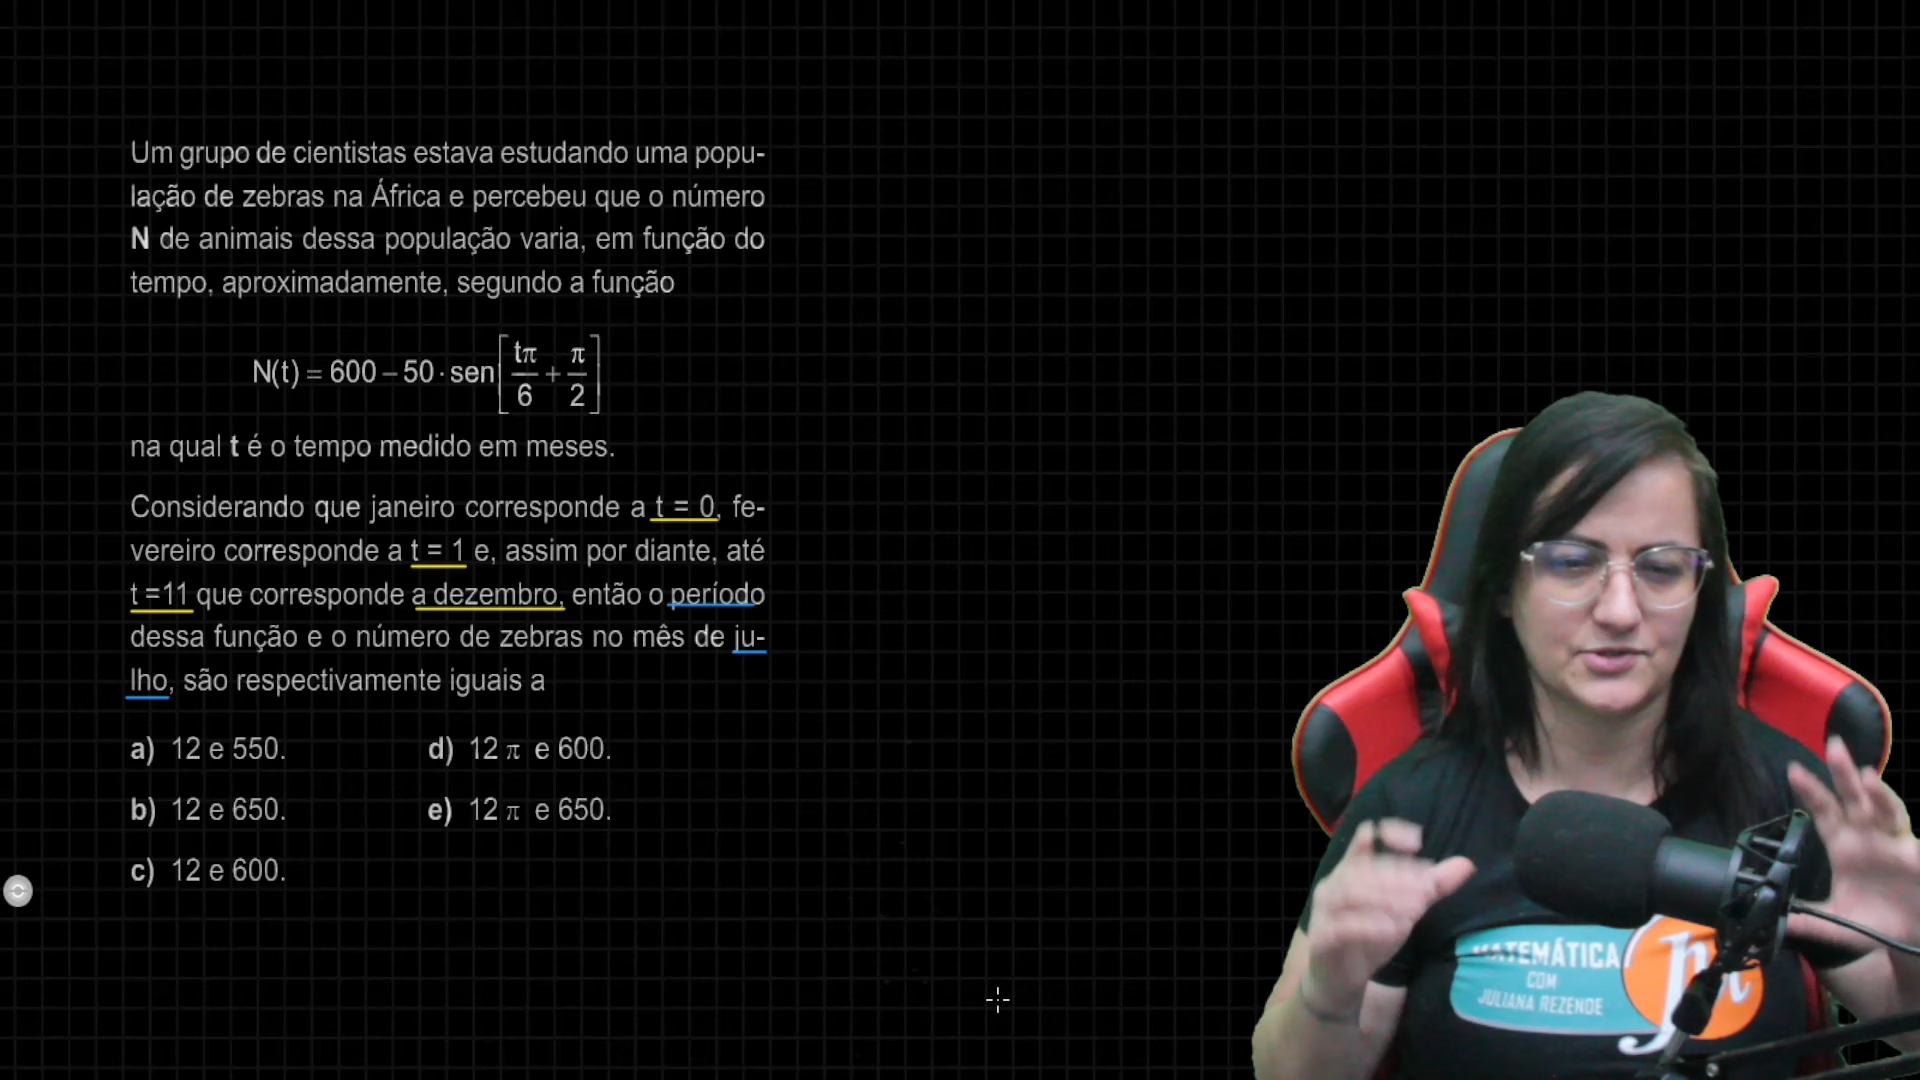 Um grupo de cientistas estava estudando uma popu-
lação de zebras na África e percebeu que o número
N de animais dessa população varia, em função do
tempo, aproximadamente, segundo a função
N(t) = 600 – 50 · sen[tπ/6 + π/2]
na qual t é o tempo medido em meses.
Considerando que janeiro corresponde a t = 0, fe-
vereiro corresponde a t = 1 e, assim por diante, até
t =11 que corresponde a dezembro, então o período
dessa função e o número de zebras no mês de ju-
lho, são respectivamente iguais a
a) 12 e 550.
d) 12 π e 600.
b) 12 e 650.
e) 12 π e 650.
c) 12 e 600.
MATEMÁTICA
COM
JULIANA REZENDE